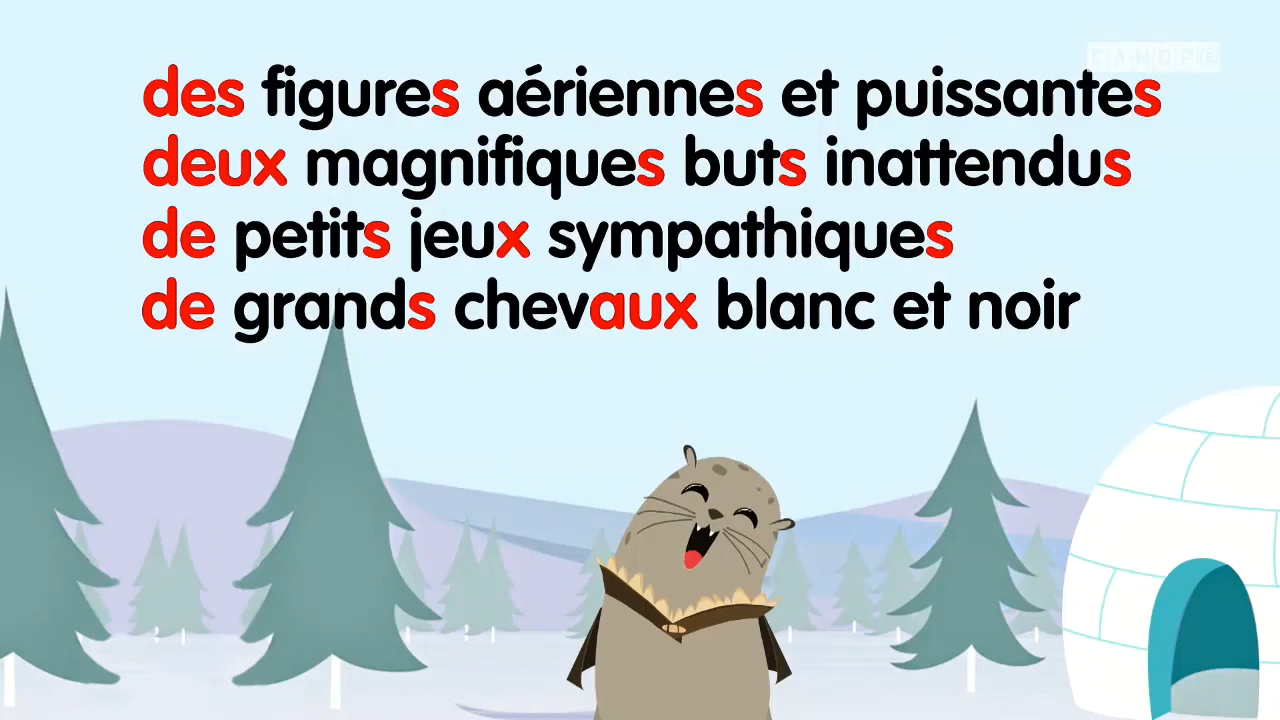 CANOPÉ
des figures aériennes et puissantes
deux magnifiques buts inattendus
de petits jeux sympathiques
de grands chevaux blanc et noir